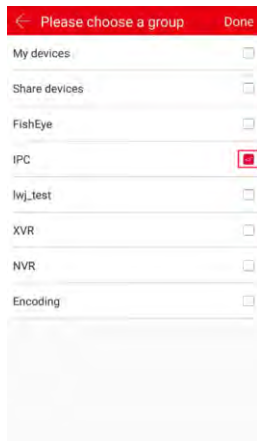 Please choose a group Done
My devices
Share devices
FishEye
IPC
lwj_test
XVR
NVR
Encoding